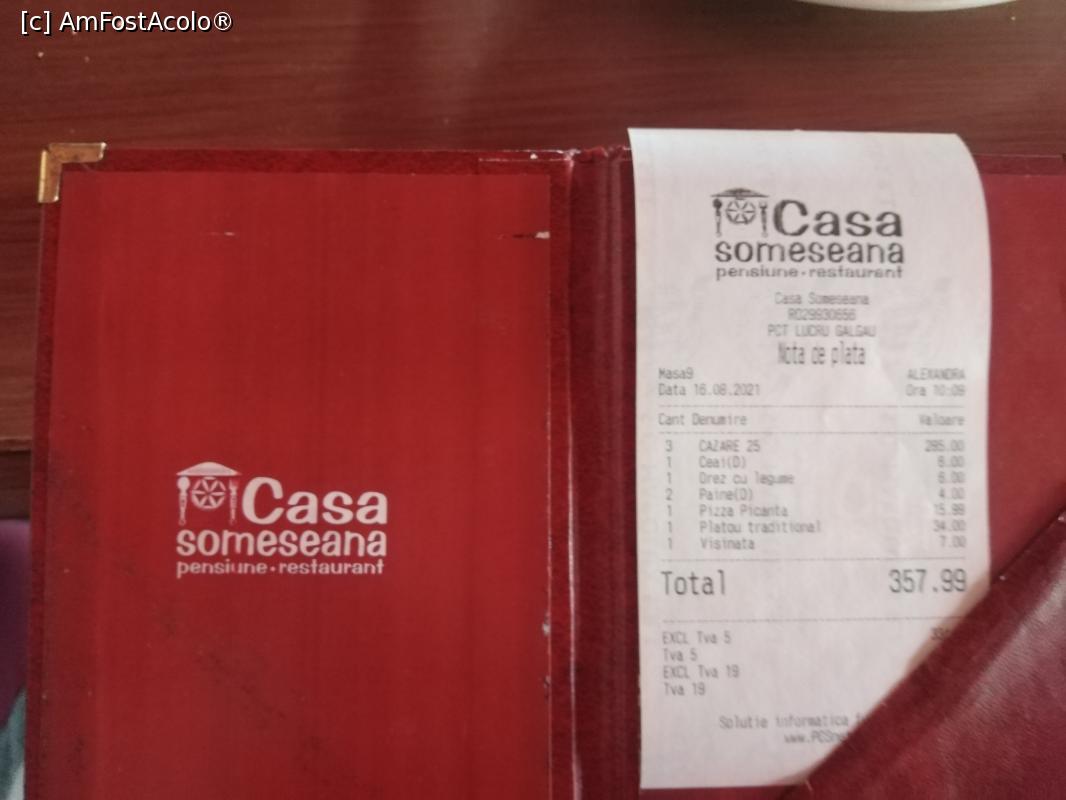 [c] AmFostAcolo®
Casa
someseana
pensiune·restaurant
Casa
someseana
pensiune·restaurant
Casa Someseana
RO29930656
PCT LUCRU GALGAU
Nota de plata
Masa9 ALEXANDRA
Data 16.08.2021 Ora 10:09
Cant Denumire Valoare
3 CAZARE 25 285.00
1 Ceai(D) 6.00
1 Orez cu legume 6.00
2 Paine(D) 4.00
1 Pizza Picanta 15.99
1 Platou traditional 34.00
1 Visinata 7.00
Total 357.99
EXCL Tva 5
Tva 5
EXCL Tva 19
Tva 19
Solutie informatica